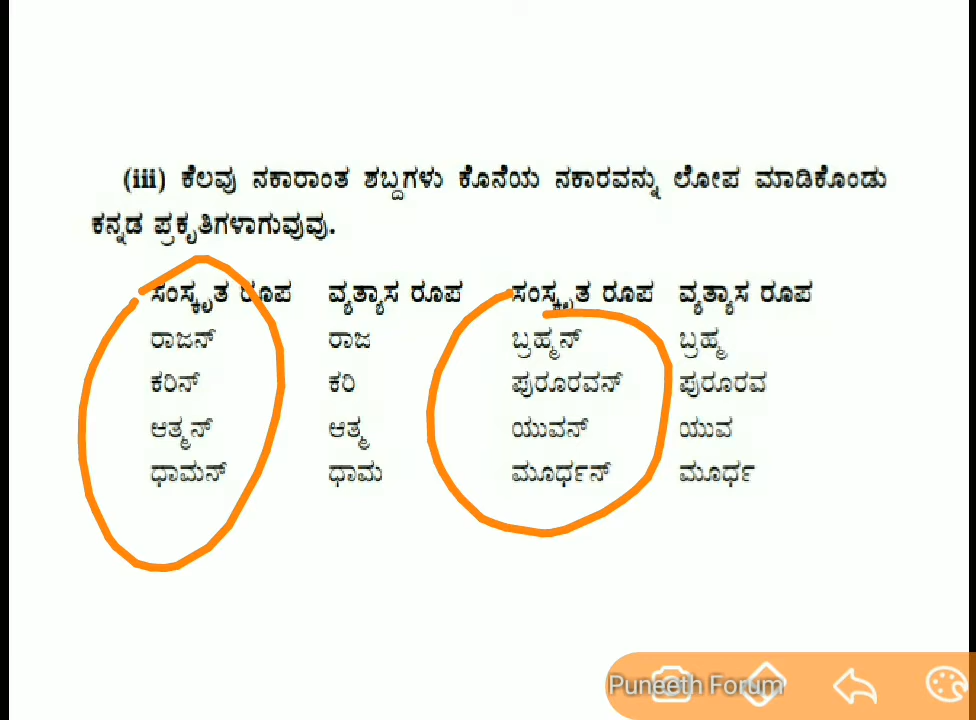 (iii) ಕೆಲವು ನಕಾರಾಂತ ಶಬ್ದಗಳು ಕೊನೆಯ ನಕಾರವನ್ನು ಲೋಪ ಮಾಡಿಕೊಂಡು
ಕನ್ನಡ ಪ್ರಕೃತಿಗಳಾಗುವುವು.
ಸಂಸ್ಕೃತ ರೂಪ ವ್ಯತ್ಯಾಸ ರೂಪ ಸಂಸ್ಕೃತ ರೂಪ ವ್ಯತ್ಯಾಸ ರೂಪ
ರಾಜನ್ ರಾಜ ಬ್ರಹ್ಮನ್ ಬ್ರಹ್ಮ
ಕರಿನ್ ಕರಿ ಪುರೂರವನ್ ಪುರೂರವ
ಆತ್ಮನ್ ಆತ್ಮ ಯುವನ್ ಯುವ
ಧಾಮನ್ ಧಾಮ ಮೂರ್ಧನ್ ಮೂರ್ಧ
Puneeth Forum